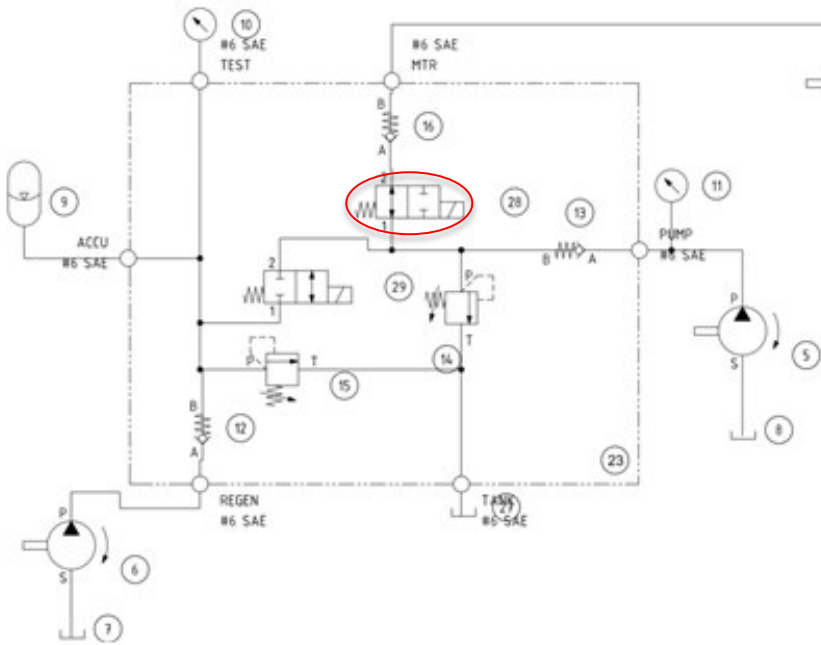 10
#6 SAE
TEST
#6 SAE
MTR
B
16
A
2
1
28
9
ACCU
#6 SAE
13
B
A
11
PUMP
#6 SAE
2
1
29
P
T
14
P
T
15
P
S
5
8
B
12
A
23
REGEN
#6 SAE
TANK
27
#6 SAE
P
S
6
7